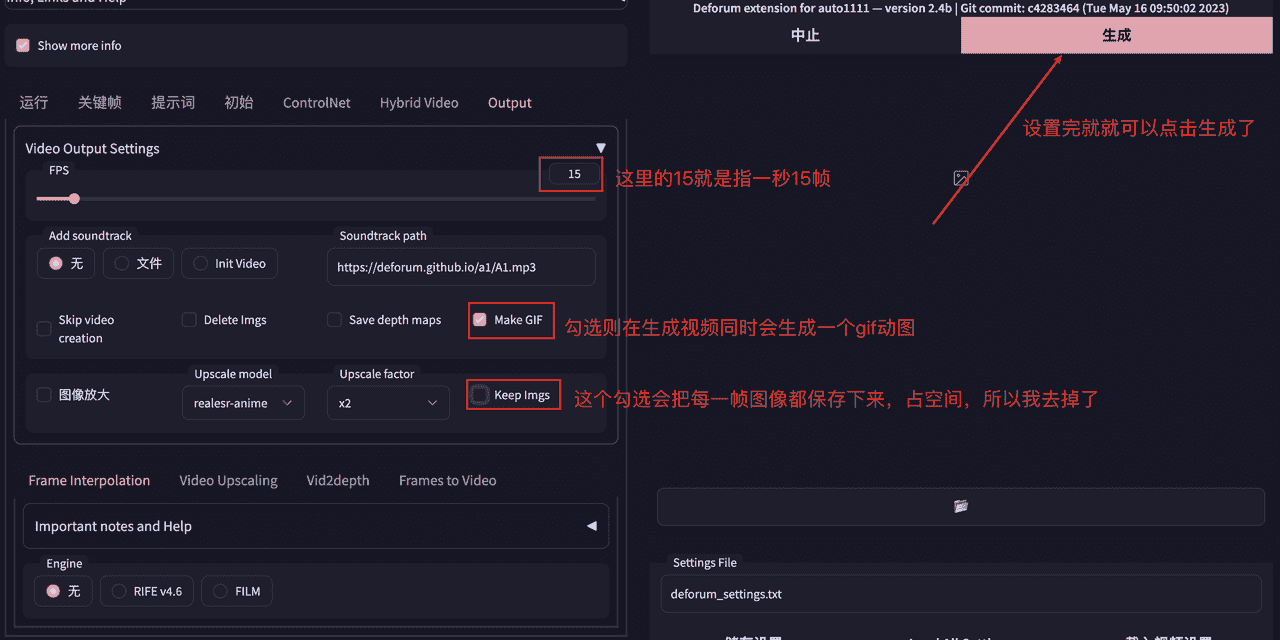 Info, Links and Help
Deforum extension for auto1111 — version 2.4b | Git commit: c4283464 (Tue May 16 09:50:02 2023)
Show more info
中止
生成
运行
关键帧
提示词
初始
ControlNet
Hybrid Video
Output
设置完就就可以点击生成了
Video Output Settings
FPS
15
这里的15就是指一秒15帧
Add soundtrack
无
文件
Init Video
Soundtrack path
https://deforum.github.io/a1/A1.mp3
Skip video
creation
Delete Imgs
Save depth maps
Make GIF
勾选则在生成视频同时会生成一个gif动图
图像放大
Upscale model
realesr-anime
Upscale factor
x2
Keep Imgs
这个勾选会把每一帧图像都保存下来，占空间，所以我去掉了
Frame Interpolation
Video Upscaling
Vid2depth
Frames to Video
Important notes and Help
Engine
无
RIFE v4.6
FILM
Settings File
deforum_settings.txt